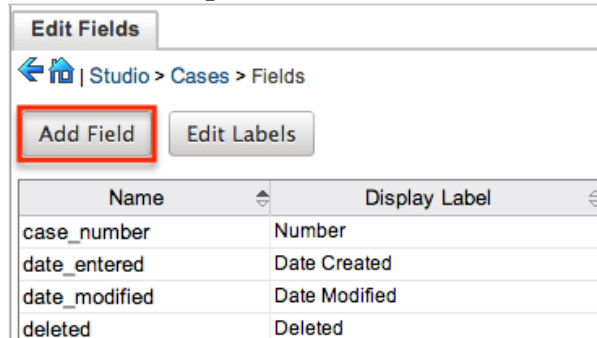 Edit Fields
| Studio > Cases > Fields
Add Field Edit Labels
Name Display Label
case_number Number
date_entered Date Created
date_modified Date Modified
deleted Deleted